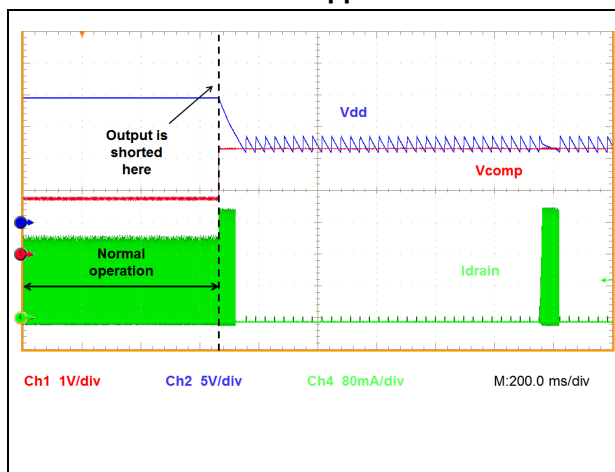 Output is
shorted
here
Vdd
Vcomp
Normal
operation
Idrain
Ch1 1V/div Ch2 5V/div Ch4 80mA/div M:200.0 ms/div